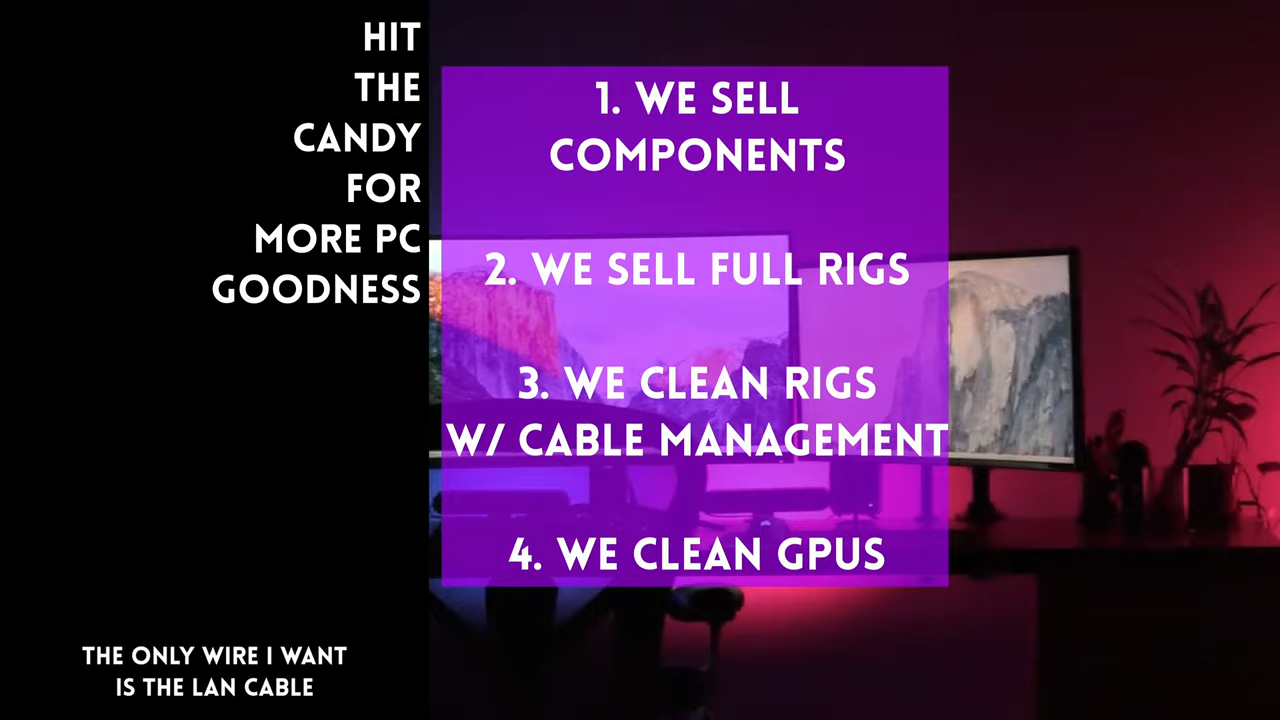 HIT
THE
CANDY
FOR
MORE PC
GOODNESS
1. WE SELL
COMPONENTS
2. WE SELL FULL RIGS
3. WE CLEAN RIGS
W/ CABLE MANAGEMENT
4. WE CLEAN GPUS
THE ONLY WIRE I WANT
IS THE LAN CABLE